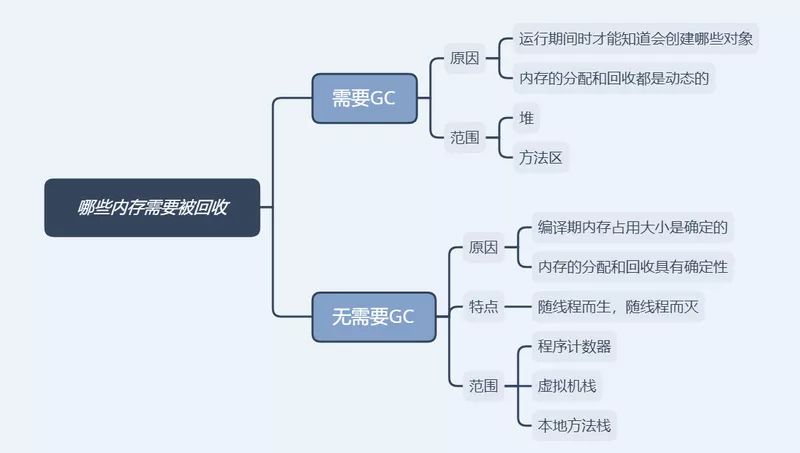 哪些内存需要被回收
需要GC
原因
运行期间时才能知道会创建哪些对象
内存的分配和回收都是动态的
范围
堆
方法区
无需要GC
原因
编译期内存占用大小是确定的
内存的分配和回收具有确定性
特点
随线程而生，随线程而灭
范围
程序计数器
虚拟机栈
本地方法栈